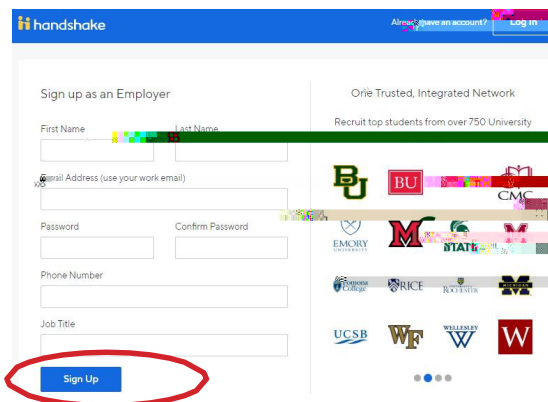 handshake
Already have an account? Log In
Sign up as an Employer
First Name Last Name
Email Address (use your work email)
Password Confirm Password
Phone Number
Job Title
Sign Up
One Trusted, Integrated Network
Recruit top students from over 750 University
BU BU CMC
EMORY
UNIVERSITY
M STATE M
Pomona
College RICE ROCHESTER MICHIGAN
UCSB WF WELLESLEY
W W